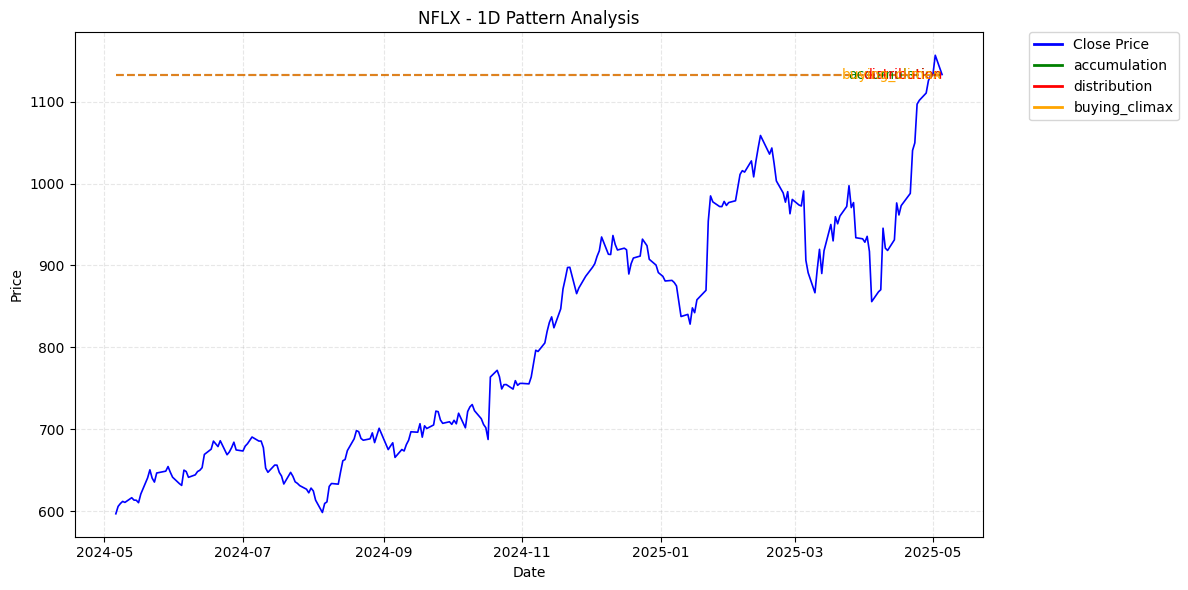 NFLX - 1D Pattern Analysis
Price
1100
1000
900
800
700
600
2024-05
2024-07
2024-09
2024-11
2025-01
2025-03
2025-05
Date
Close Price
accumulation
distribution
buying_climax